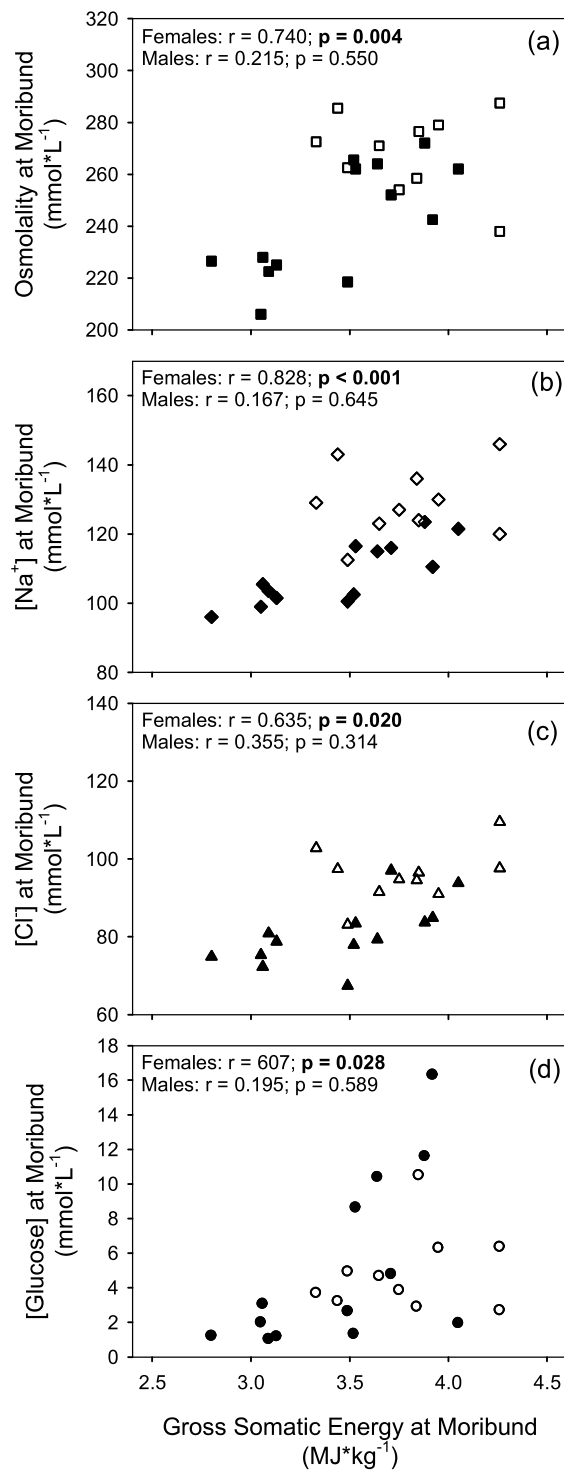 Females: r = 0.740; p = 0.004
Males: r = 0.215; p = 0.550
(a)
320
300
280
260
240
220
200
Osmolality at Moribund
(mmol*L⁻¹)
Females: r = 0.828; p < 0.001
Males: r = 0.167; p = 0.645
(b)
160
140
120
100
80
[Na⁺] at Moribund
(mmol*L⁻¹)
Females: r = 0.635; p = 0.020
Males: r = 0.355; p = 0.314
(c)
140
120
100
80
60
[Cl⁻] at Moribund
(mmol*L⁻¹)
Females: r = 607; p = 0.028
Males: r = 0.195; p = 0.589
(d)
18
16
14
12
10
8
6
4
2
0
[Glucose] at Moribund
(mmol*L⁻¹)
2.5 3.0 3.5 4.0 4.5
Gross Somatic Energy at Moribund
(MJ*kg⁻¹)